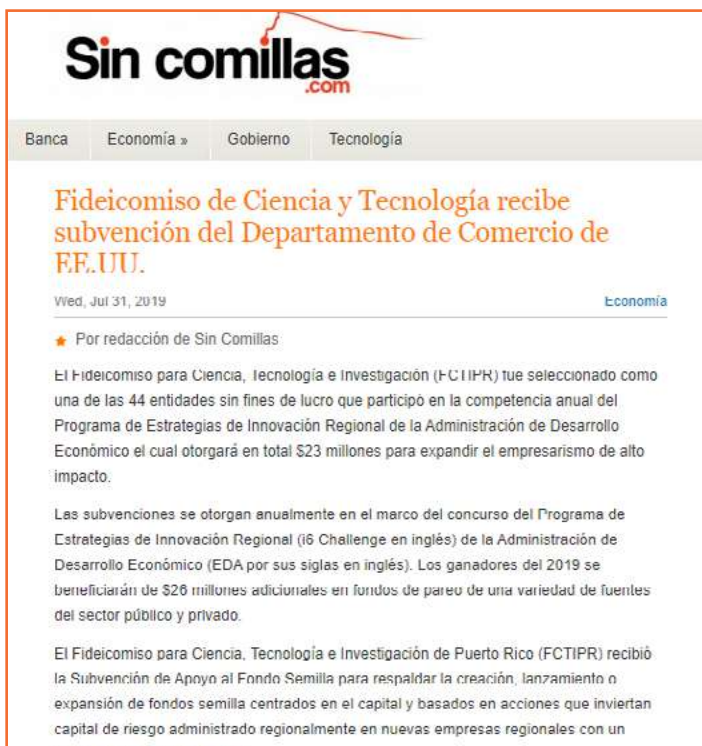 Sin comillas
.com
Banca Economía » Gobierno Tecnología
Fideicomiso de Ciencia y Tecnología recibe
subvención del Departamento de Comercio de
EE.UU.
Wed, Jul 31, 2019 Economía
Por redacción de Sin Comillas
El Fideicomiso para Ciencia, Tecnología e Investigación (FCTIPR) fue seleccionado como
una de las 44 entidades sin fines de lucro que participó en la competencia anual del
Programa de Estrategias de Innovación Regional de la Administración de Desarrollo
Económico el cual otorgará en total $23 millones para expandir el empresarismo de alto
impacto.
Las subvenciones se otorgan anualmente en el marco del concurso del Programa de
Estrategias de Innovación Regional (i6 Challenge en inglés) de la Administración de
Desarrollo Económico (EDA por sus siglas en inglés). Los ganadores del 2019 se
beneficiarán de $26 millones adicionales en fondos de pareo de una variedad de fuentes
del sector público y privado.
El Fideicomiso para Ciencia, Tecnología e Investigación de Puerto Rico (FCTIPR) recibió
la Subvención de Apoyo al Fondo Semilla para respaldar la creación, lanzamiento o
expansión de fondos semilla centrados en el capital y basados en acciones que inviertan
capital de riesgo administrado regionalmente en nuevas empresas regionales con un